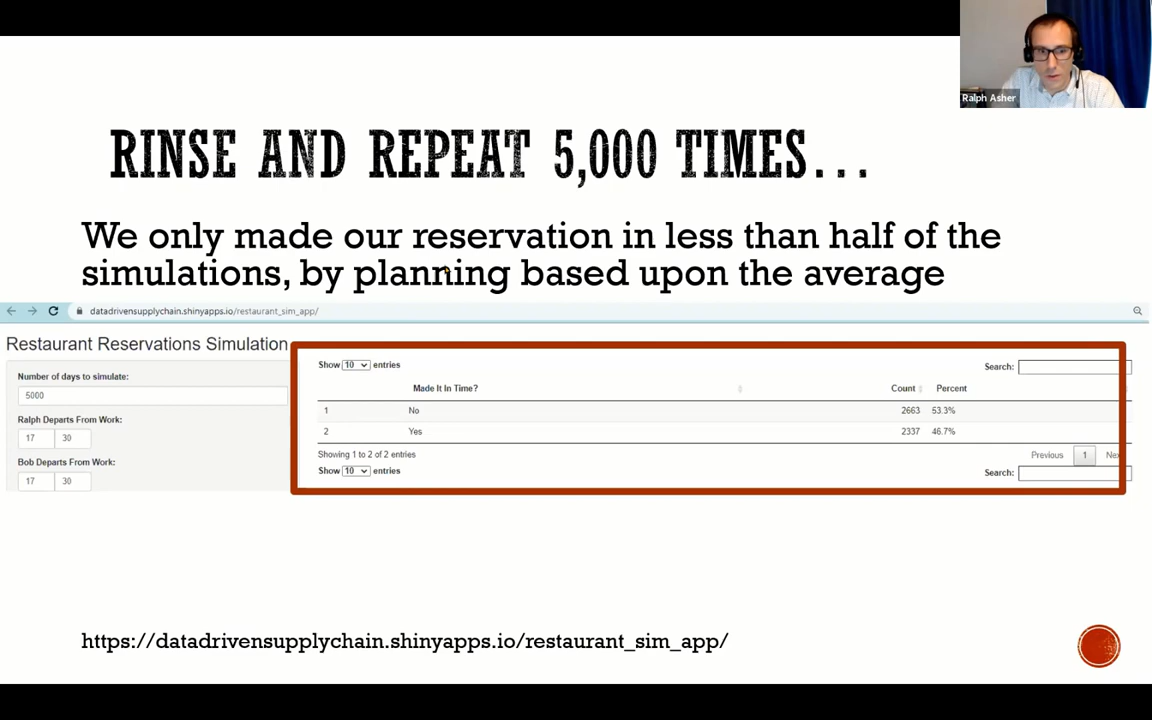 Ralph Asher
RINSE AND REPEAT 5,000 TIMES...
We only made our reservation in less than half of the
simulations, by planning based upon the average
datadrivensupplychain.shinyapps.io/restaurant_sim_app/
Restaurant Reservations Simulation
Number of days to simulate:
5000
Ralph Departs From Work:
17 30
Bob Departs From Work:
17 30
Show 10 entries
Search:
Made It In Time? Count Percent
1 No 2663 53.3%
2 Yes 2337 46.7%
Showing 1 to 2 of 2 entries
Previous 1 Nex
Show 10 entries
Search:
https://datadrivensupplychain.shinyapps.io/restaurant_sim_app/